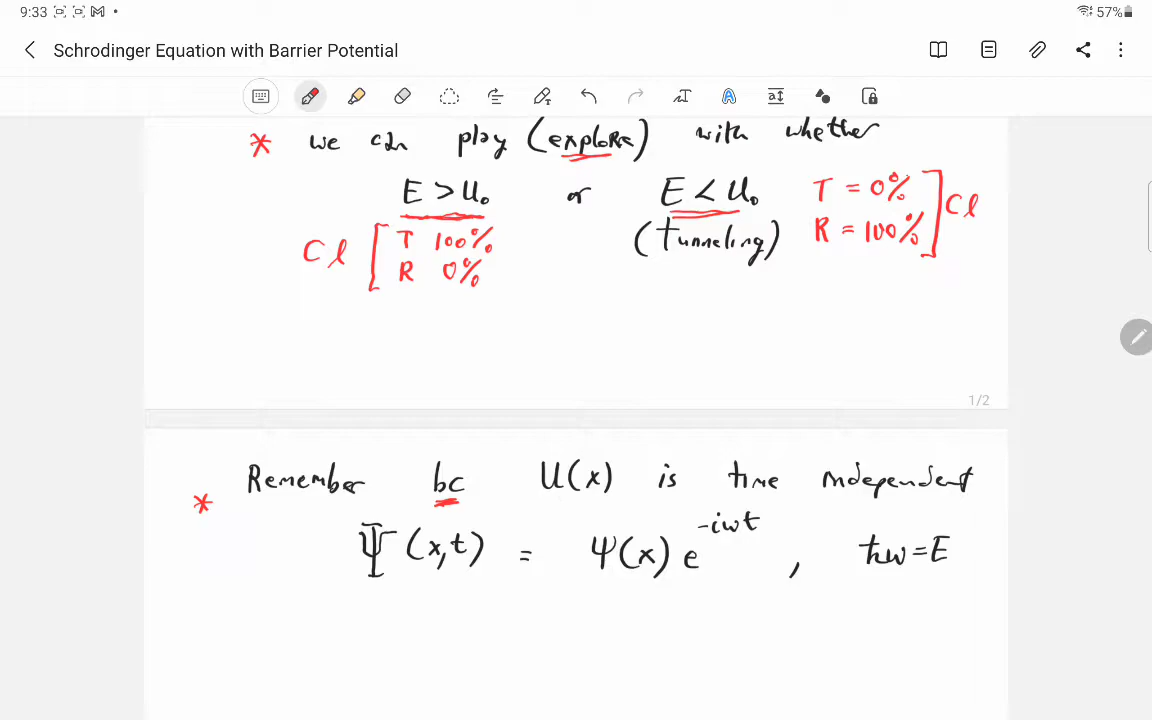 9:33 57%
Schrodinger Equation with Barrier Potential
* we can play (explore) with whether
E > U₀ or E < U₀ T = 0% ] Cl
Cl [ T 100% (tunneling) R = 100%
R 0%
1/2
* Remember bc U(x) is time independent
Ψ(x,t) = ψ(x) e^{-iωt} , ħω = E